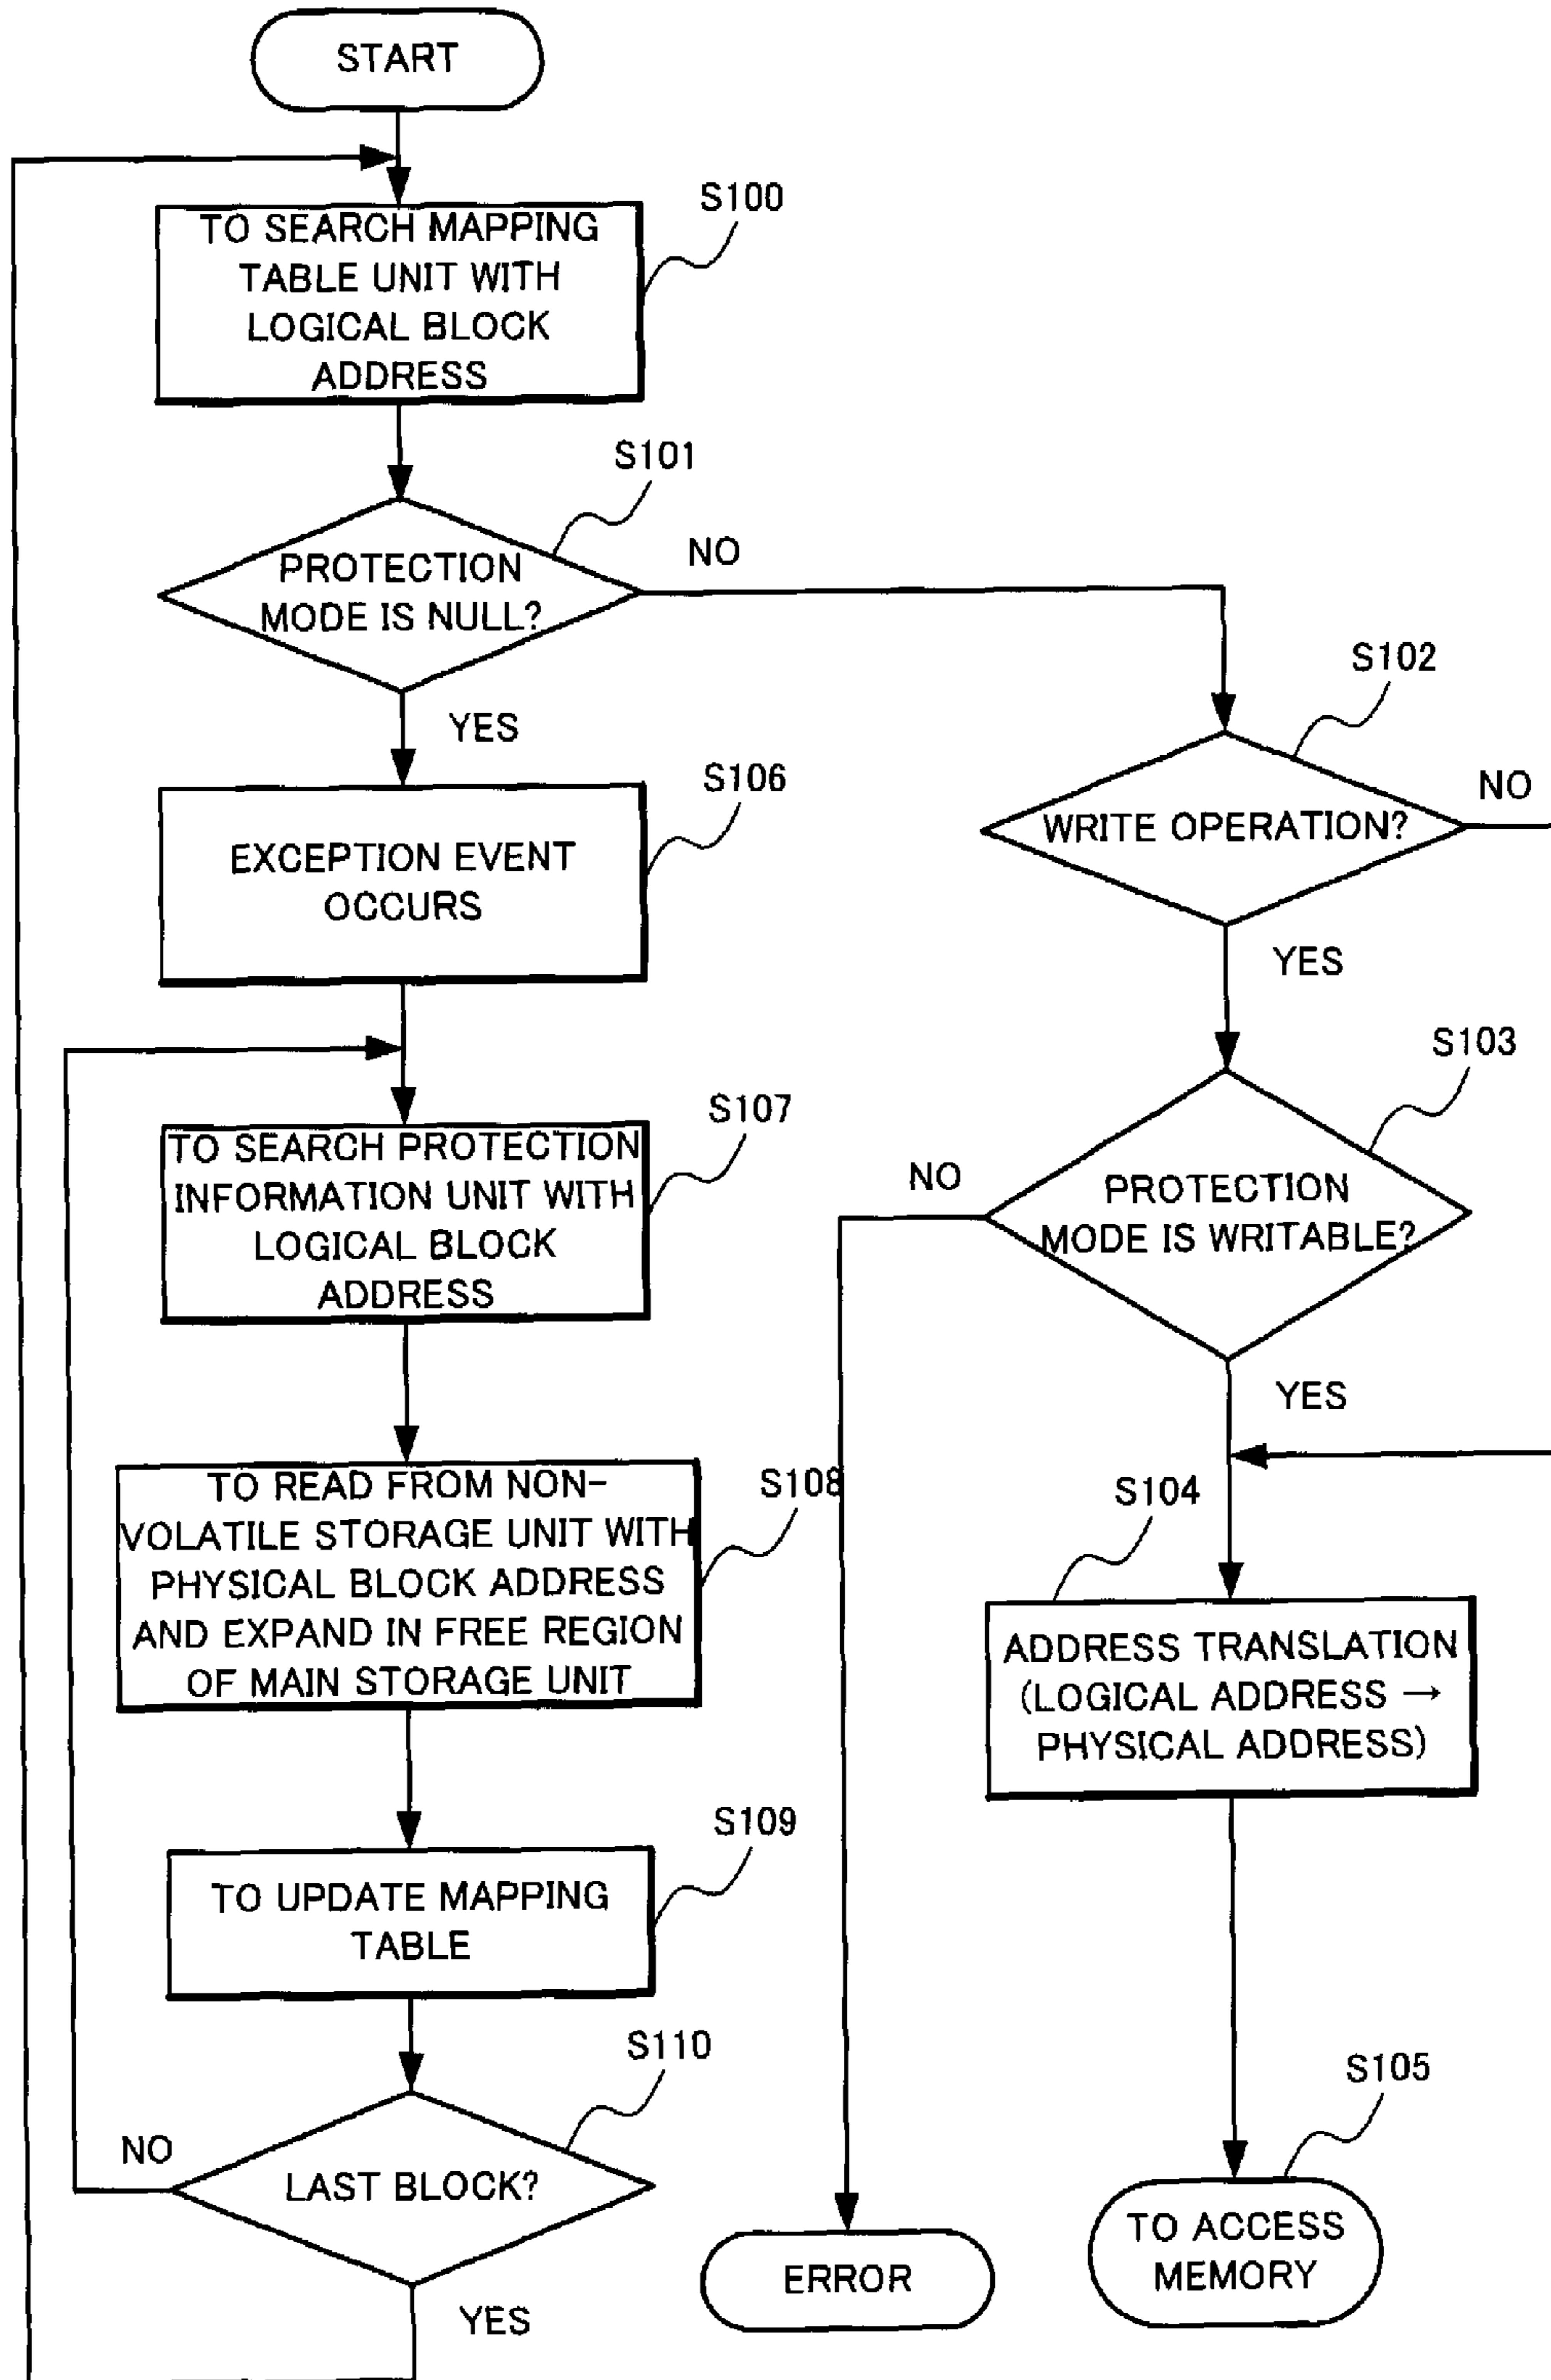 START
S100
TO SEARCH MAPPING
TABLE UNIT WITH
LOGICAL BLOCK
ADDRESS
S101
PROTECTION
MODE IS NULL?
NO
YES
S102
WRITE OPERATION?
NO
YES
S106
EXCEPTION EVENT
OCCURS
S103
PROTECTION
MODE IS WRITABLE?
NO
YES
S107
TO SEARCH PROTECTION
INFORMATION UNIT WITH
LOGICAL BLOCK
ADDRESS
S108
TO READ FROM NON-
VOLATILE STORAGE UNIT WITH
PHYSICAL BLOCK ADDRESS
AND EXPAND IN FREE REGION
OF MAIN STORAGE UNIT
S104
ADDRESS TRANSLATION
(LOGICAL ADDRESS →
PHYSICAL ADDRESS)
S109
TO UPDATE MAPPING
TABLE
S110
LAST BLOCK?
NO
YES
ERROR
S105
TO ACCESS
MEMORY